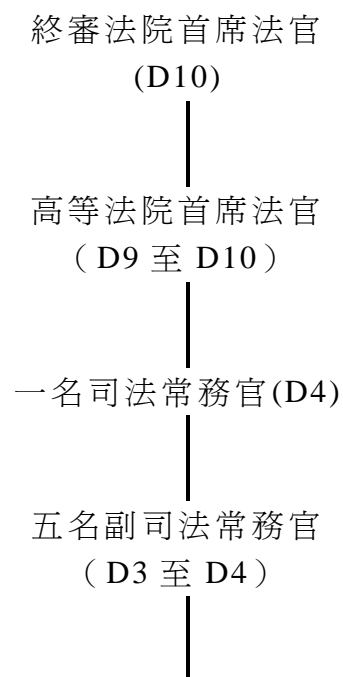 終審法院首席法官
(D10)
高等法院首席法官
（D9 至 D10）
一名司法常務官(D4)
五名副司法常務官
（D3 至 D4）